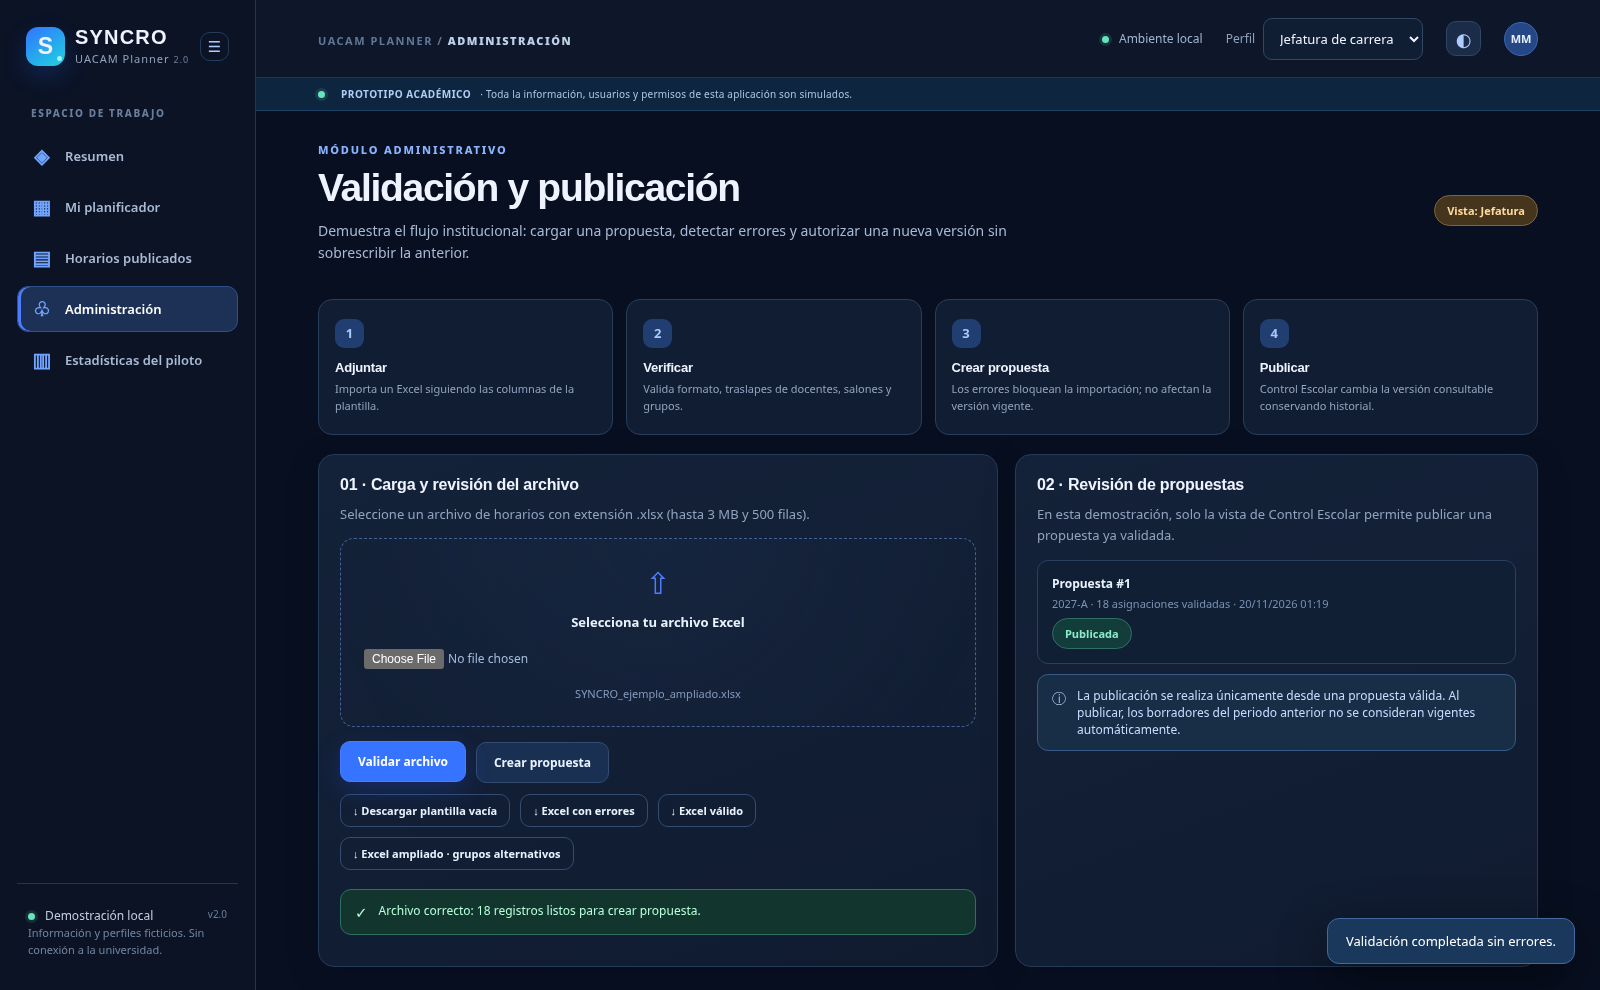 S
SYNCRO
UACAM Planner 2.0
☰
ESPACIO DE TRABAJO
Resumen
Mi planificador
Horarios publicados
Administración
Estadísticas del piloto
Demostración local
v2.0
Información y perfiles ficticios. Sin
conexión a la universidad.
UACAM PLANNER / ADMINISTRACIÓN
Ambiente local
Perfil
Jefatura de carrera
MM
PROTOTIPO ACADÉMICO · Toda la información, usuarios y permisos de esta aplicación son simulados.
MÓDULO ADMINISTRATIVO
Validación y publicación
Demuestra el flujo institucional: cargar una propuesta, detectar errores y autorizar una nueva versión sin
sobrescribir la anterior.
Vista: Jefatura
1
Adjuntar
Importa un Excel siguiendo las columnas de la
plantilla.
2
Verificar
Valida formato, traslapes de docentes, salones y
grupos.
3
Crear propuesta
Los errores bloquean la importación; no afectan la
versión vigente.
4
Publicar
Control Escolar cambia la versión consultable
conservando historial.
01 · Carga y revisión del archivo
Seleccione un archivo de horarios con extensión .xlsx (hasta 3 MB y 500 filas).
⇧
Selecciona tu archivo Excel
Choose File No file chosen
SYNCRO_ejemplo_ampliado.xlsx
Validar archivo
Crear propuesta
↓ Descargar plantilla vacía
↓ Excel con errores
↓ Excel válido
↓ Excel ampliado · grupos alternativos
✓ Archivo correcto: 18 registros listos para crear propuesta.
02 · Revisión de propuestas
En esta demostración, solo la vista de Control Escolar permite publicar una
propuesta ya validada.
Propuesta #1
2027-A · 18 asignaciones validadas · 20/11/2026 01:19
Publicada
ⓘ La publicación se realiza únicamente desde una propuesta válida. Al
publicar, los borradores del periodo anterior no se consideran vigentes
automáticamente.
Validación completada sin errores.